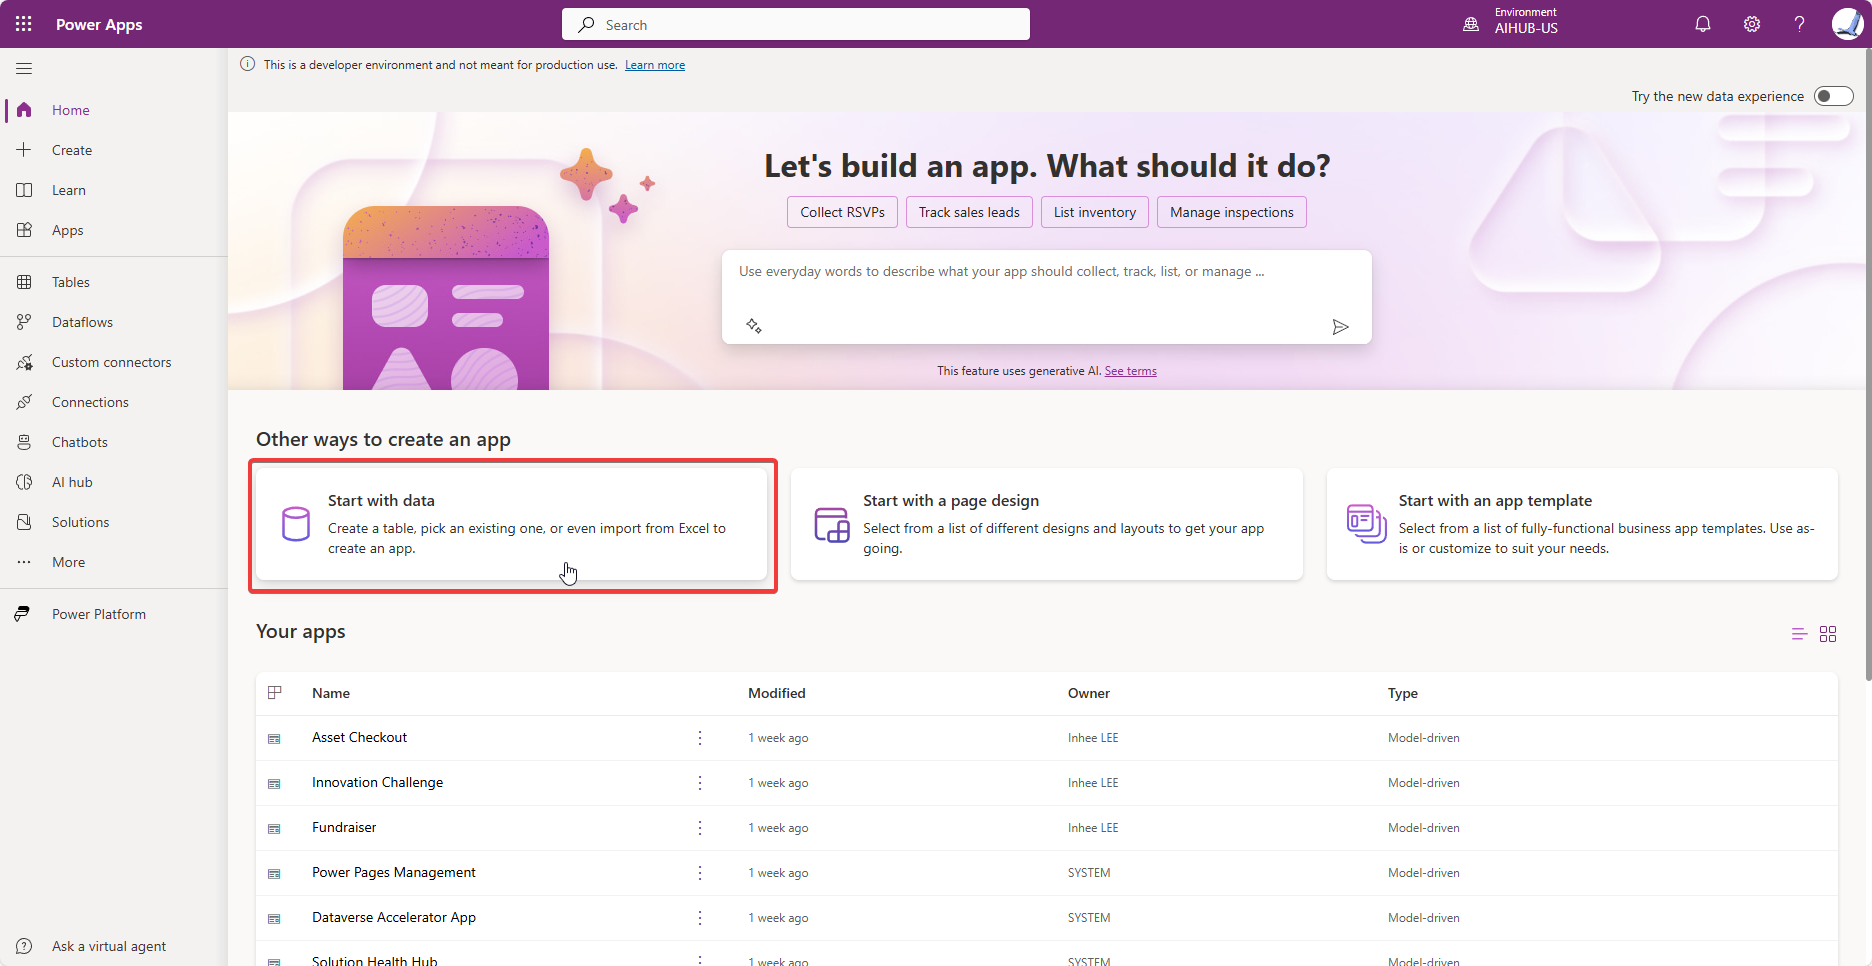 Power Apps
Search
Environment
AIHUB-US
This is a developer environment and not meant for production use. Learn more
Try the new data experience
Home
Create
Learn
Apps
Tables
Dataflows
Custom connectors
Connections
Chatbots
AI hub
Solutions
More
Power Platform
Ask a virtual agent
Let's build an app. What should it do?
Collect RSVPs
Track sales leads
List inventory
Manage inspections
Use everyday words to describe what your app should collect, track, list, or manage ...
This feature uses generative AI. See terms
Other ways to create an app
Start with data
Create a table, pick an existing one, or even import from Excel to
create an app.
Start with a page design
Select from a list of different designs and layouts to get your app
going.
Start with an app template
Select from a list of fully-functional business app templates. Use as-
is or customize to suit your needs.
Your apps
Name Modified Owner Type
Asset Checkout 1 week ago Inhee LEE Model-driven
Innovation Challenge 1 week ago Inhee LEE Model-driven
Fundraiser 1 week ago Inhee LEE Model-driven
Power Pages Management 1 week ago SYSTEM Model-driven
Dataverse Accelerator App 1 week ago SYSTEM Model-driven
Solution Health Hub 1 week ago SYSTEM Model-driven